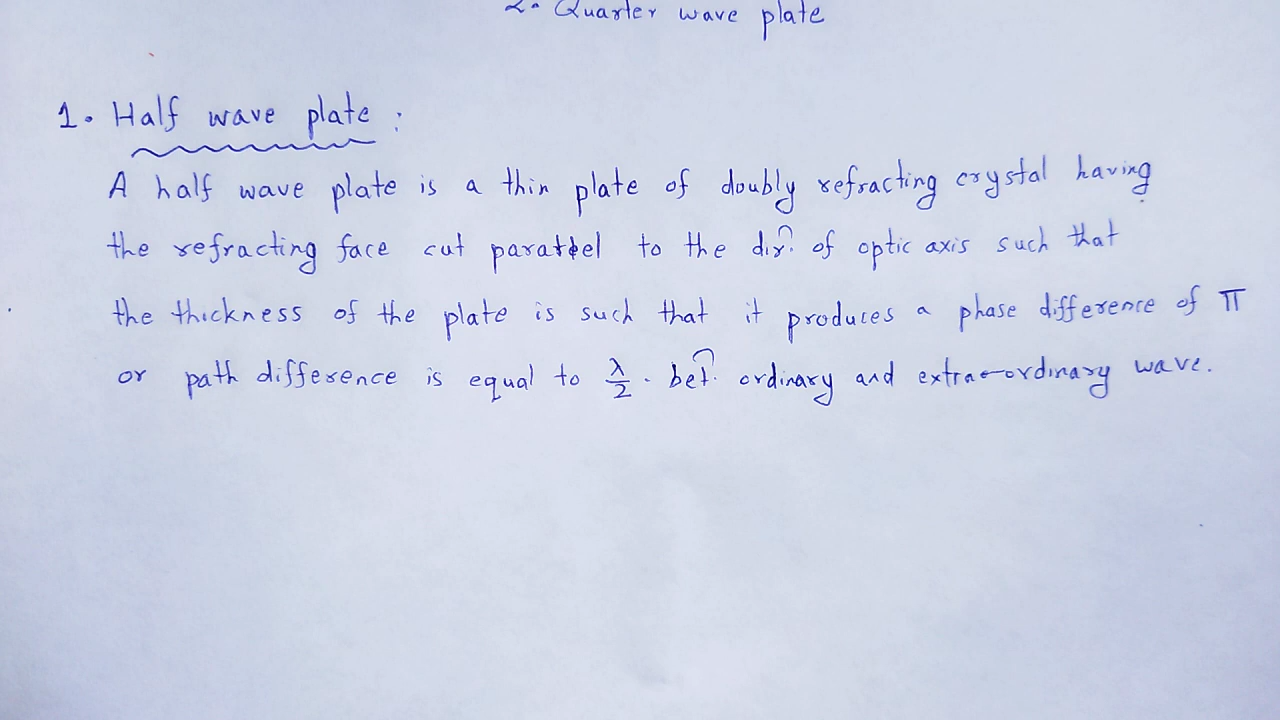 2. Quarter wave plate
1. Half wave plate :
A half wave plate is a thin plate of doubly refracting crystal having
the refracting face cut parallel to the dirn. of optic axis such that
the thickness of the plate is such that it produces a phase difference of π
or path difference is equal to λ/2 . betn. ordinary and extra-ordinary wave.